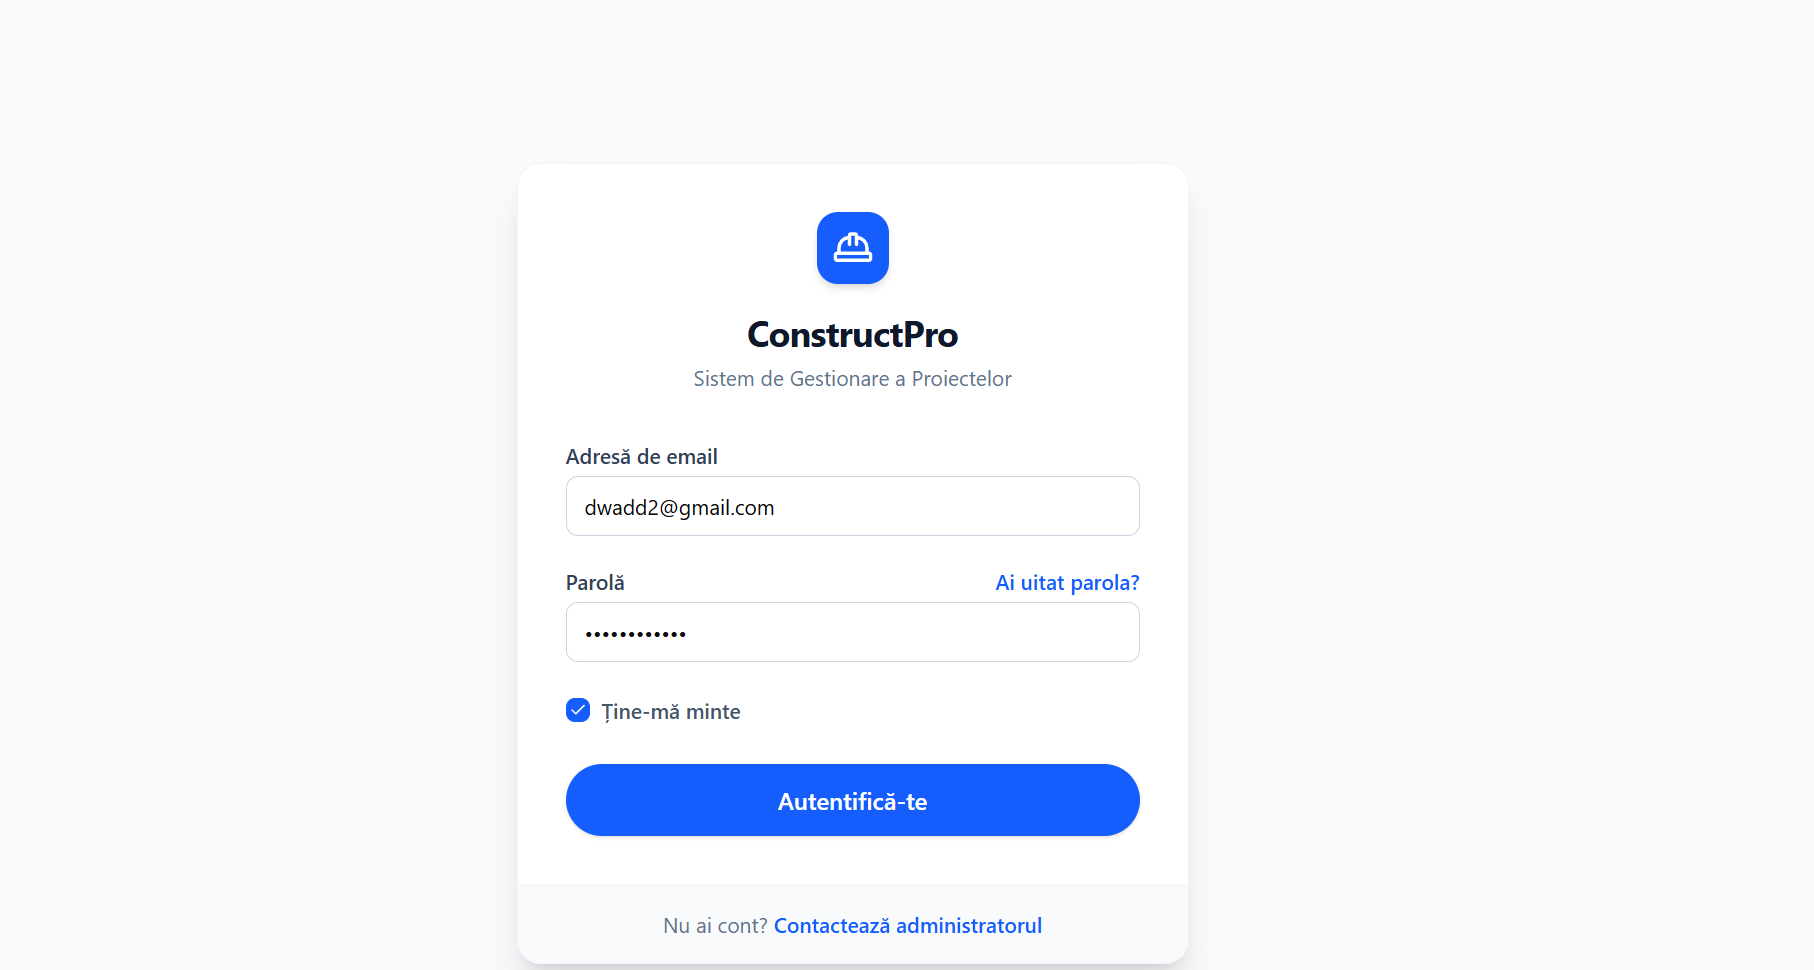 ConstructPro
Sistem de Gestionare a Proiectelor
Adresă de email
dwadd2@gmail.com
Parolă Ai uitat parola?
••••••••••••
Ține-mă minte
Autentifică-te
Nu ai cont? Contactează administratorul